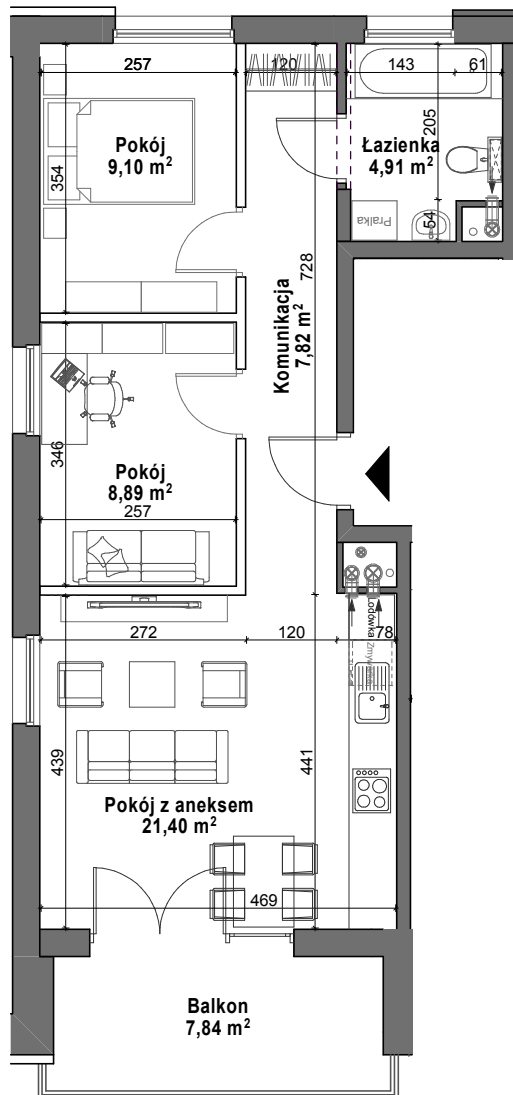 257
120
143
61
Pokój
9,10 m²
354
205
Łazienka
4,91 m²
54
Pralka
728
Komunikacja
7,82 m²
346
Pokój
8,89 m²
257
272
120
78
Lodówka
Zmywarka
439
441
Pokój z aneksem
21,40 m²
469
Balkon
7,84 m²